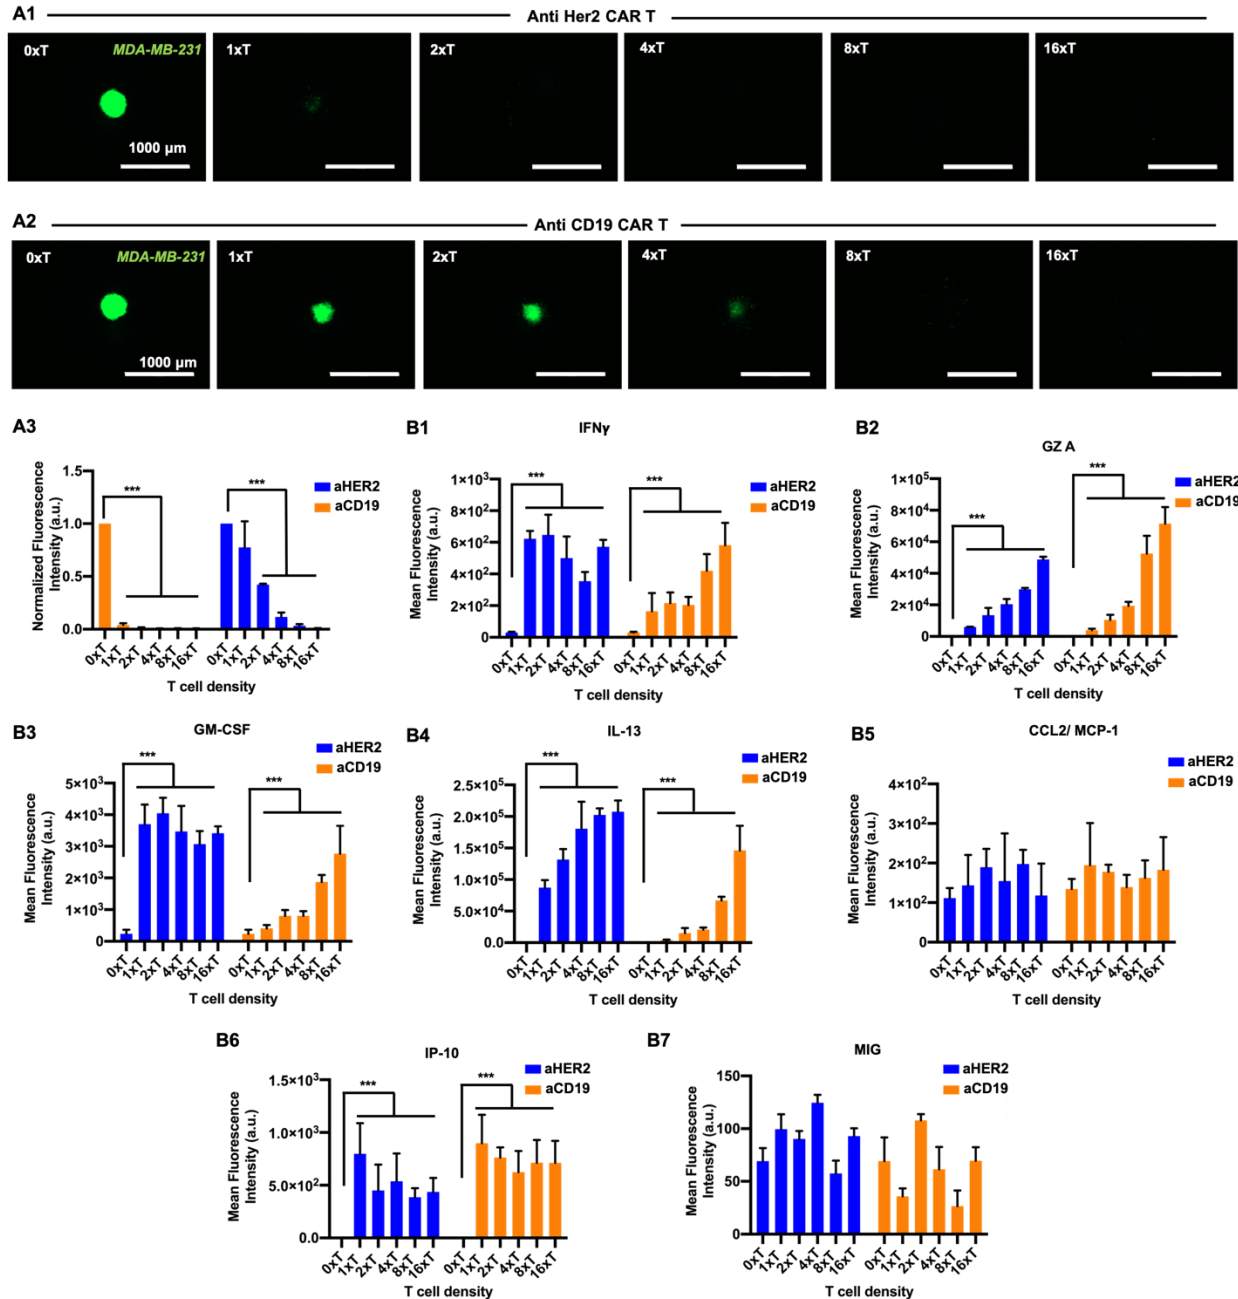 A1
Anti Her2 CAR T
0xT
MDA-MB-231
1000 µm
1xT
2xT
4xT
8xT
16xT
A2
Anti CD19 CAR T
0xT
MDA-MB-231
1000 µm
1xT
2xT
4xT
8xT
16xT
A3
Normalized Fluorescence
Intensity (a.u.)
1.5
1.0
0.5
0.0
***
***
aHER2
aCD19
0xT
1xT
2xT
4xT
8xT
16xT
0xT
1xT
2xT
4xT
8xT
16xT
T cell density
B1
IFNγ
Mean Fluorescence
Intensity (a.u.)
1×10³
8×10²
6×10²
4×10²
2×10²
0
***
***
aHER2
aCD19
0xT
1xT
2xT
4xT
8xT
16xT
0xT
1xT
2xT
4xT
8xT
16xT
T cell density
B2
GZ A
Mean Fluorescence
Intensity (a.u.)
1×10⁵
8×10⁴
6×10⁴
4×10⁴
2×10⁴
0
***
***
aHER2
aCD19
0xT
1xT
2xT
4xT
8xT
16xT
0xT
1xT
2xT
4xT
8xT
16xT
T cell density
B3
GM-CSF
Mean Fluorescence
Intensity (a.u.)
5×10³
4×10³
3×10³
2×10³
1×10³
0
***
***
aHER2
aCD19
0xT
1xT
2xT
4xT
8xT
16xT
0xT
1xT
2xT
4xT
8xT
16xT
T cell density
B4
IL-13
Mean Fluorescence
Intensity (a.u.)
2.5×10⁵
2.0×10⁵
1.5×10⁵
1.0×10⁵
5.0×10⁴
0.0
***
***
aHER2
aCD19
0xT
1xT
2xT
4xT
8xT
16xT
0xT
1xT
2xT
4xT
8xT
16xT
T cell density
B5
CCL2/ MCP-1
Mean Fluorescence
Intensity (a.u.)
4×10²
3×10²
2×10²
1×10²
0
aHER2
aCD19
0xT
1xT
2xT
4xT
8xT
16xT
0xT
1xT
2xT
4xT
8xT
16xT
T cell density
B6
IP-10
Mean Fluorescence
Intensity (a.u.)
1.5×10³
1.0×10³
5.0×10²
0.0
***
***
aHER2
aCD19
0xT
1xT
2xT
4xT
8xT
16xT
0xT
1xT
2xT
4xT
8xT
16xT
T cell density
B7
MIG
Mean Fluorescence
Intensity (a.u.)
150
100
50
0
aHER2
aCD19
0xT
1xT
2xT
4xT
8xT
16xT
0xT
1xT
2xT
4xT
8xT
16xT
T cell density